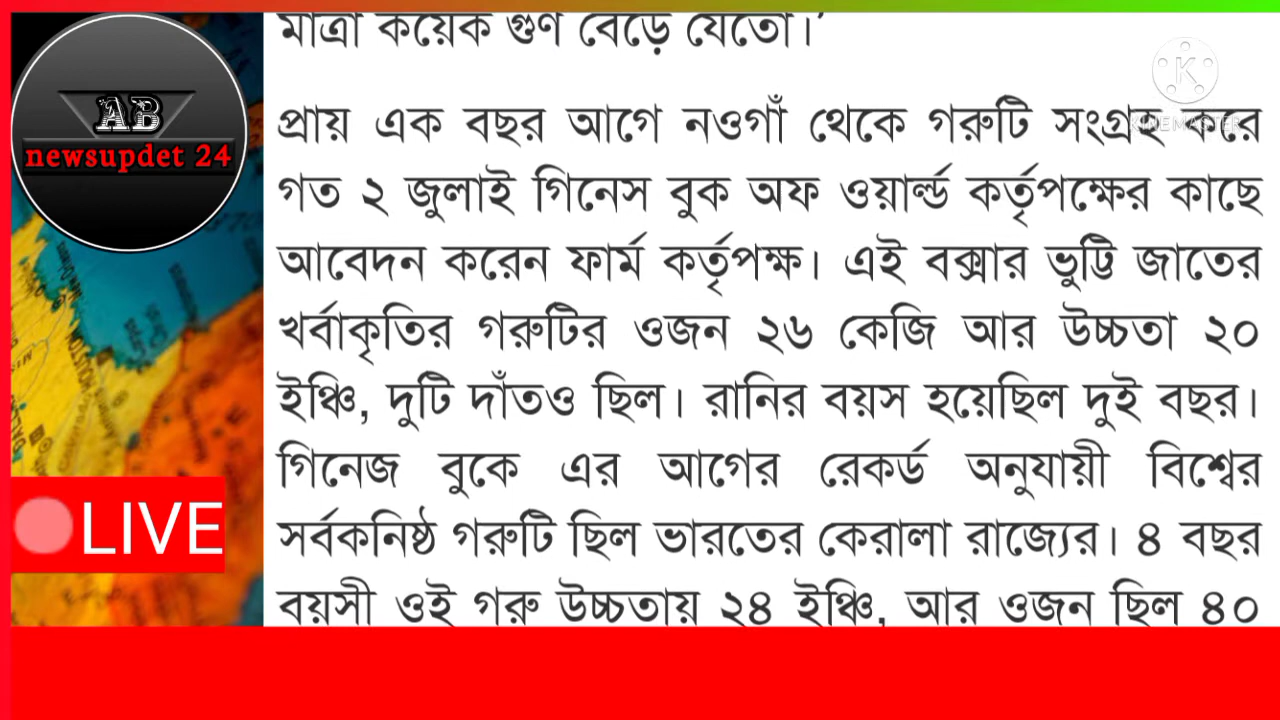 মাত্রা কয়েক গুণ বেড়ে যেতো।’
প্রায় এক বছর আগে নওগাঁ থেকে গরুটি সংগ্রহ করে
গত ২ জুলাই গিনেস বুক অফ ওয়ার্ল্ড কর্তৃপক্ষের কাছে
আবেদন করেন ফার্ম কর্তৃপক্ষ। এই বক্সার ভুট্টি জাতের
খর্বাকৃতির গরুটির ওজন ২৬ কেজি আর উচ্চতা ২০
ইঞ্চি, দুটি দাঁতও ছিল। রানির বয়স হয়েছিল দুই বছর।
গিনেজ বুকে এর আগের রেকর্ড অনুযায়ী বিশ্বের
সর্বকনিষ্ঠ গরুটি ছিল ভারতের কেরালা রাজ্যের। ৪ বছর
বয়সী ওই গরু উচ্চতায় ২৪ ইঞ্চি, আর ওজন ছিল ৪০
AB
newsupdet 24
LIVE
K
KINEMASTER
HOUSTON